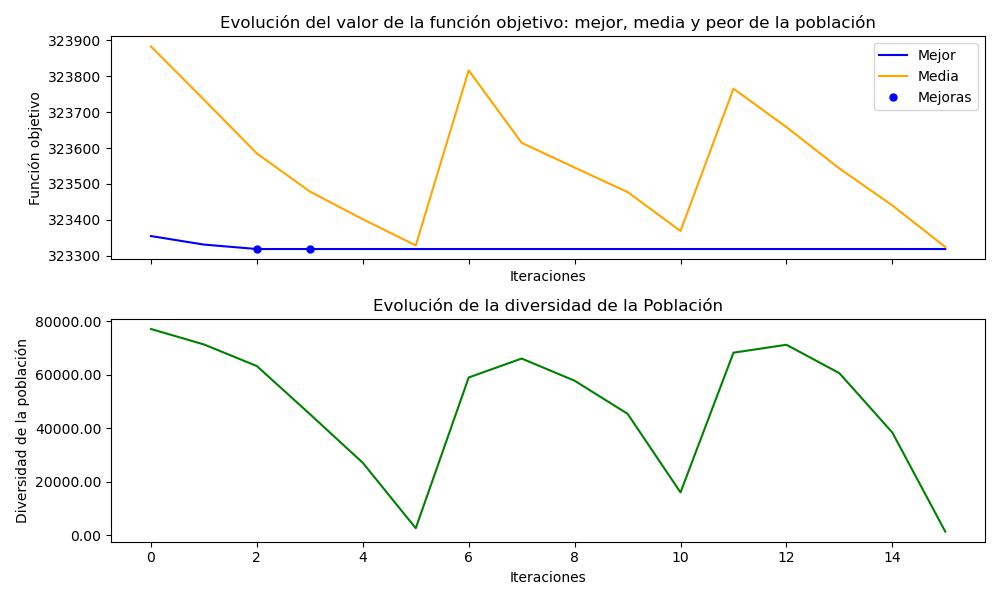 Evolución del valor de la función objetivo: mejor, media y peor de la población
323900
323800
323700
323600
323500
323400
323300
Función objetivo
Mejor
Media
Mejoras
Iteraciones
Evolución de la diversidad de la Población
80000.00
60000.00
40000.00
20000.00
0.00
Diversidad de la población
0 2 4 6 8 10 12 14
Iteraciones